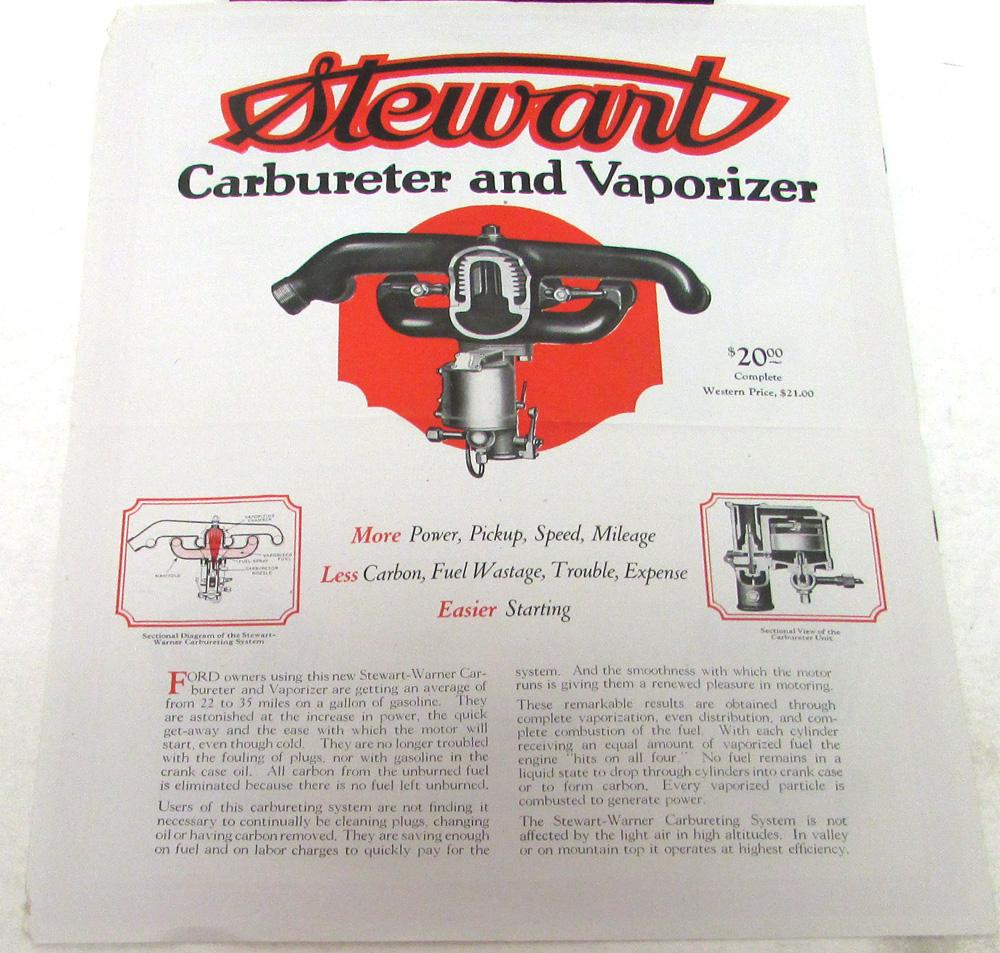 Stewart
Carbureter and Vaporizer
$20.00
Complete
Western Price, $21.00
VAPORIZING
CHAMBER
VAPORIZED
FUEL
FUEL SPRAY
CARBURETOR
NOZZLE
MANIFOLD
Sectional Diagram of the Stewart-
Warner Carbureting System
More Power, Pickup, Speed, Mileage
Less Carbon, Fuel Wastage, Trouble, Expense
Easier Starting
Sectional View of the
Carbureter Unit
FORD owners using this new Stewart-Warner Car-
bureter and Vaporizer are getting an average of
from 22 to 35 miles on a gallon of gasoline. They
are astonished at the increase in power, the quick
get-away and the ease with which the motor will
start, even though cold. They are no longer troubled
with the fouling of plugs, nor with gasoline in the
crank case oil. All carbon from the unburned fuel
is eliminated because there is no fuel left unburned.
Users of this carbureting system are not finding it
necessary to continually be cleaning plugs, changing
oil or having carbon removed. They are saving enough
on fuel and on labor charges to quickly pay for the
system. And the smoothness with which the motor
runs is giving them a renewed pleasure in motoring.
These remarkable results are obtained through
complete vaporization, even distribution, and com-
plete combustion of the fuel. With each cylinder
receiving an equal amount of vaporized fuel the
engine "hits on all four." No fuel remains in a
liquid state to drop through cylinders into crank case
or to form carbon. Every vaporized particle is
combusted to generate power.
The Stewart-Warner Carbureting System is not
affected by the light air in high altitudes. In valley
or on mountain top it operates at highest efficiency.